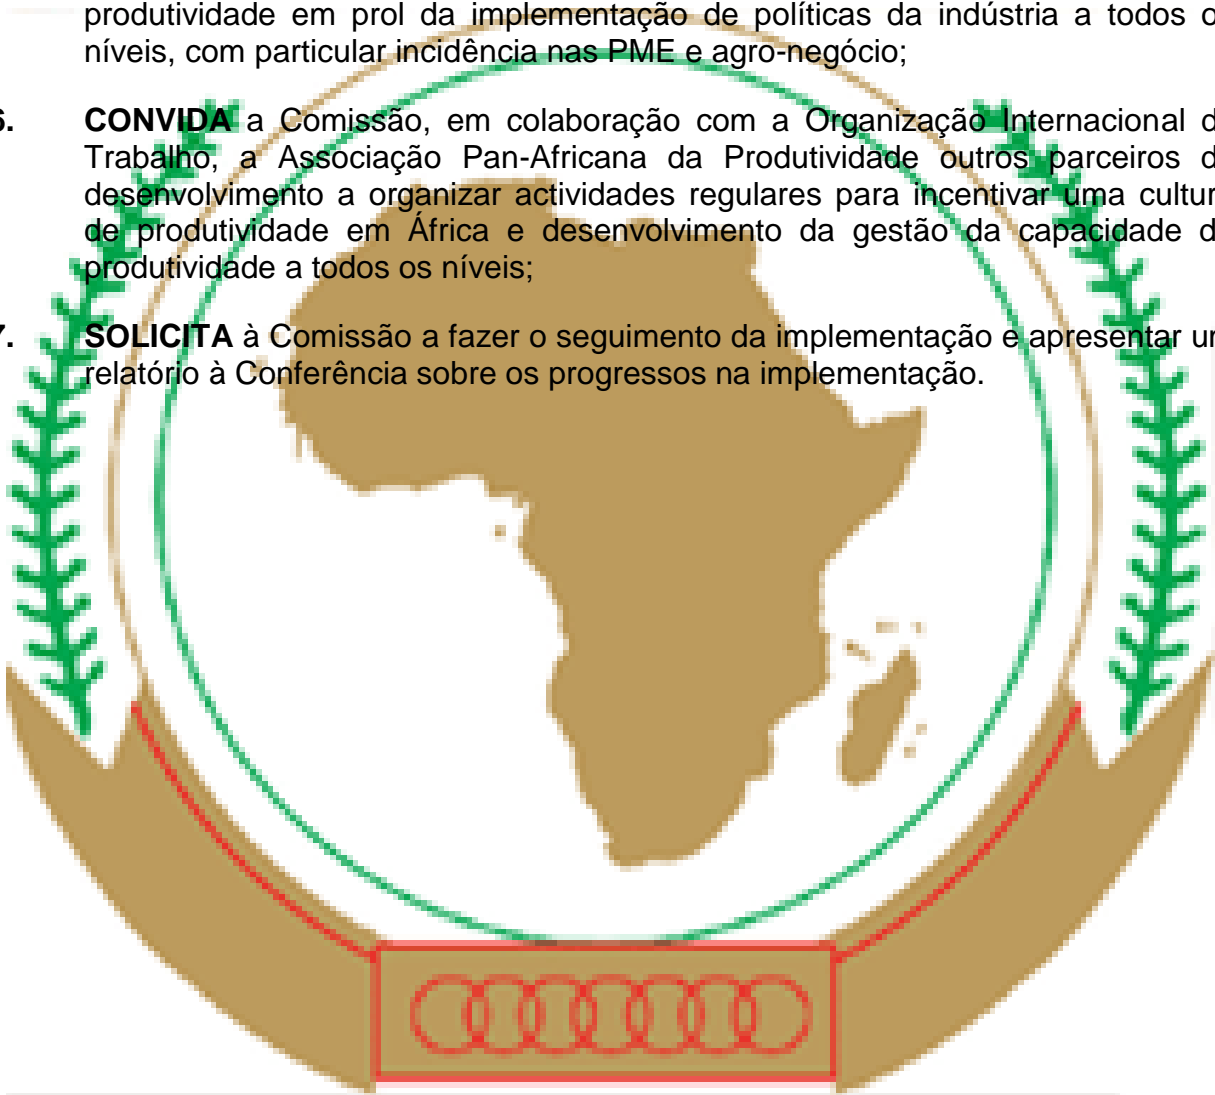 produtividade em prol da implementação de políticas da indústria a todos o
níveis, com particular incidência nas PME e agro-negócio;
6. CONVIDA a Comissão, em colaboração com a Organização Internacional d
Trabalho, a Associação Pan-Africana da Produtividade outros parceiros d
desenvolvimento a organizar actividades regulares para incentivar uma cultur
de produtividade em África e desenvolvimento da gestão da capacidade d
produtividade a todos os níveis;
7. SOLICITA à Comissão a fazer o seguimento da implementação e apresentar u
relatório à Conferência sobre os progressos na implementação.